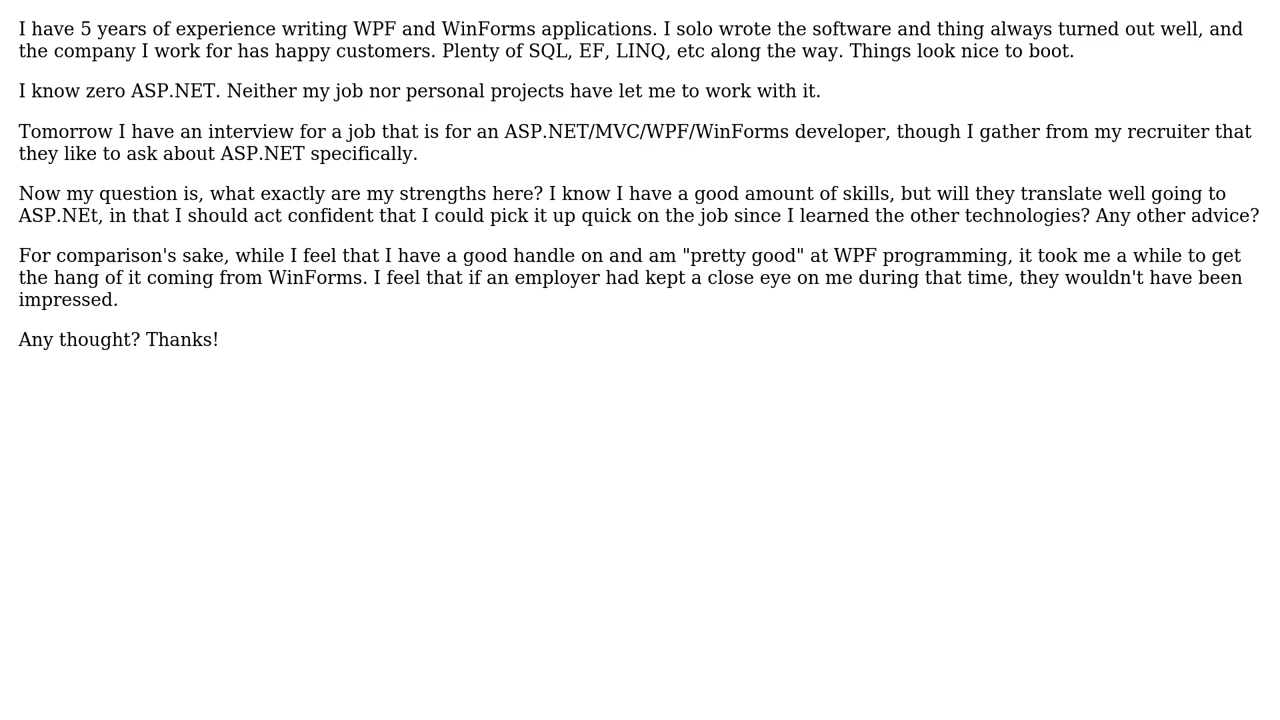 I have 5 years of experience writing WPF and WinForms applications. I solo wrote the software and thing always turned out well, and
the company I work for has happy customers. Plenty of SQL, EF, LINQ, etc along the way. Things look nice to boot.
I know zero ASP.NET. Neither my job nor personal projects have let me to work with it.
Tomorrow I have an interview for a job that is for an ASP.NET/MVC/WPF/WinForms developer, though I gather from my recruiter that
they like to ask about ASP.NET specifically.
Now my question is, what exactly are my strengths here? I know I have a good amount of skills, but will they translate well going to
ASP.NEt, in that I should act confident that I could pick it up quick on the job since I learned the other technologies? Any other advice?
For comparison's sake, while I feel that I have a good handle on and am "pretty good" at WPF programming, it took me a while to get
the hang of it coming from WinForms. I feel that if an employer had kept a close eye on me during that time, they wouldn't have been
impressed.
Any thought? Thanks!